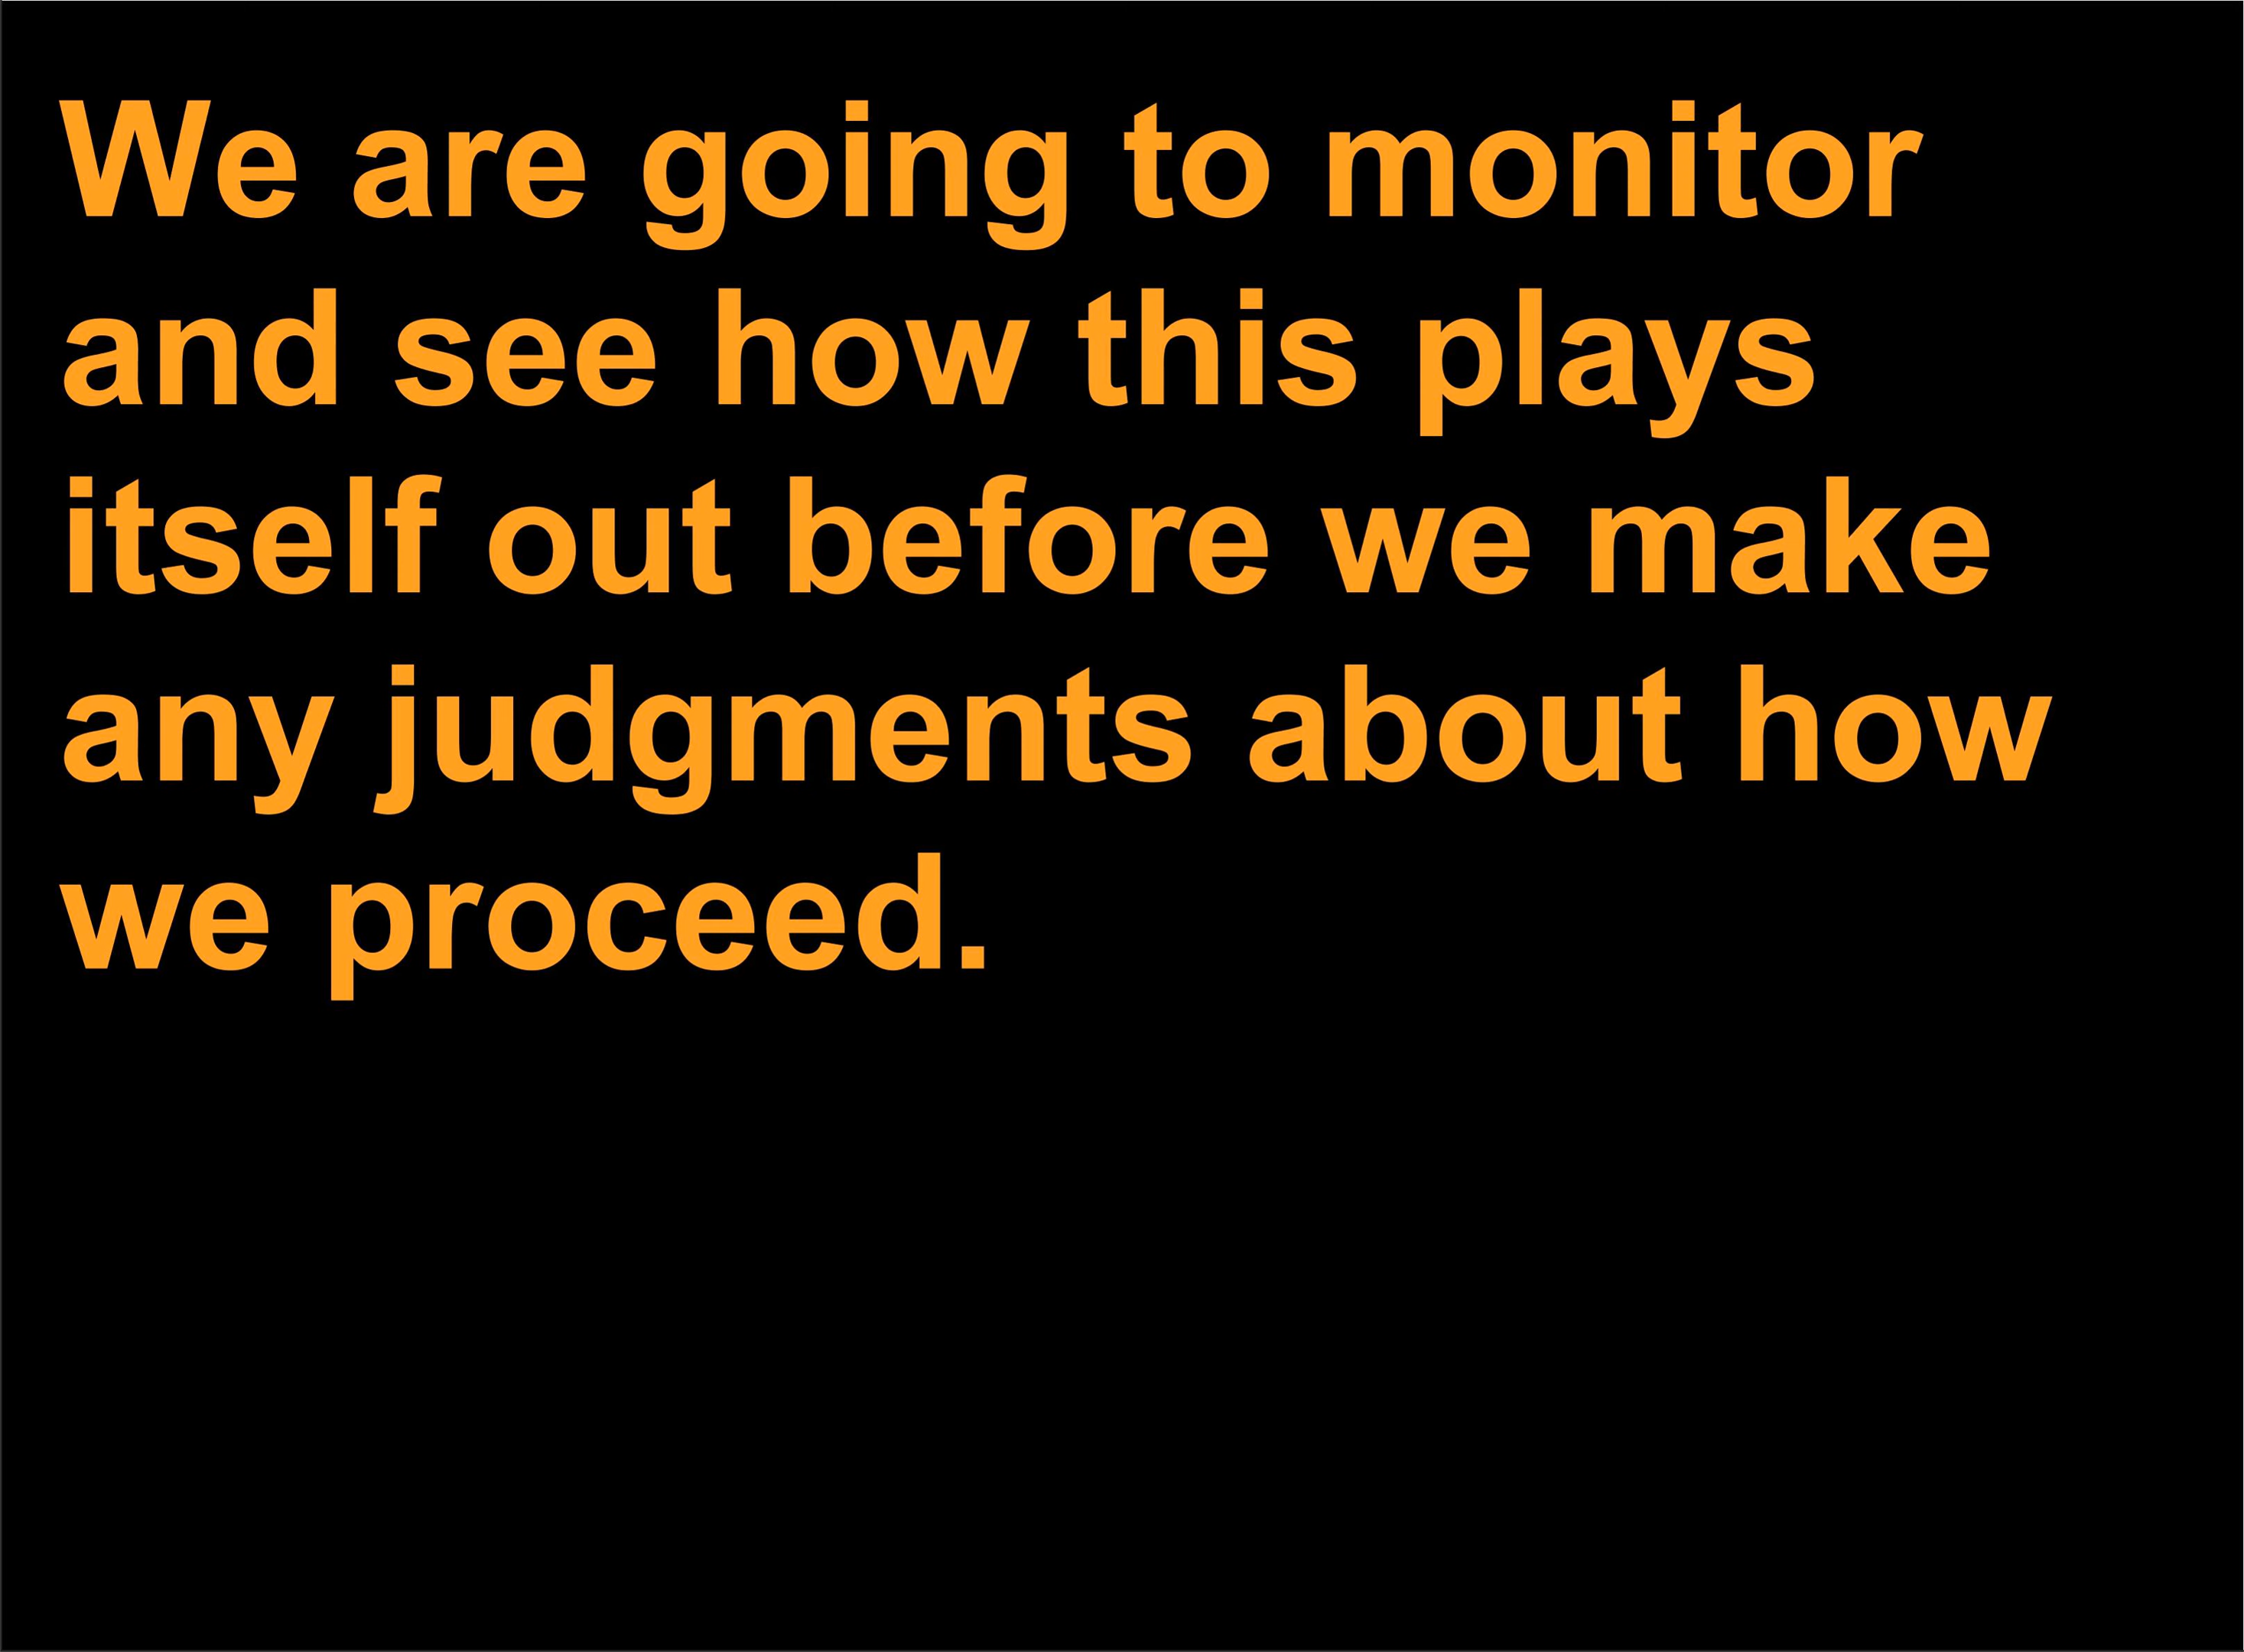 We are going to monitor
and see how this plays
itself out before we make
any judgments about how
we proceed.